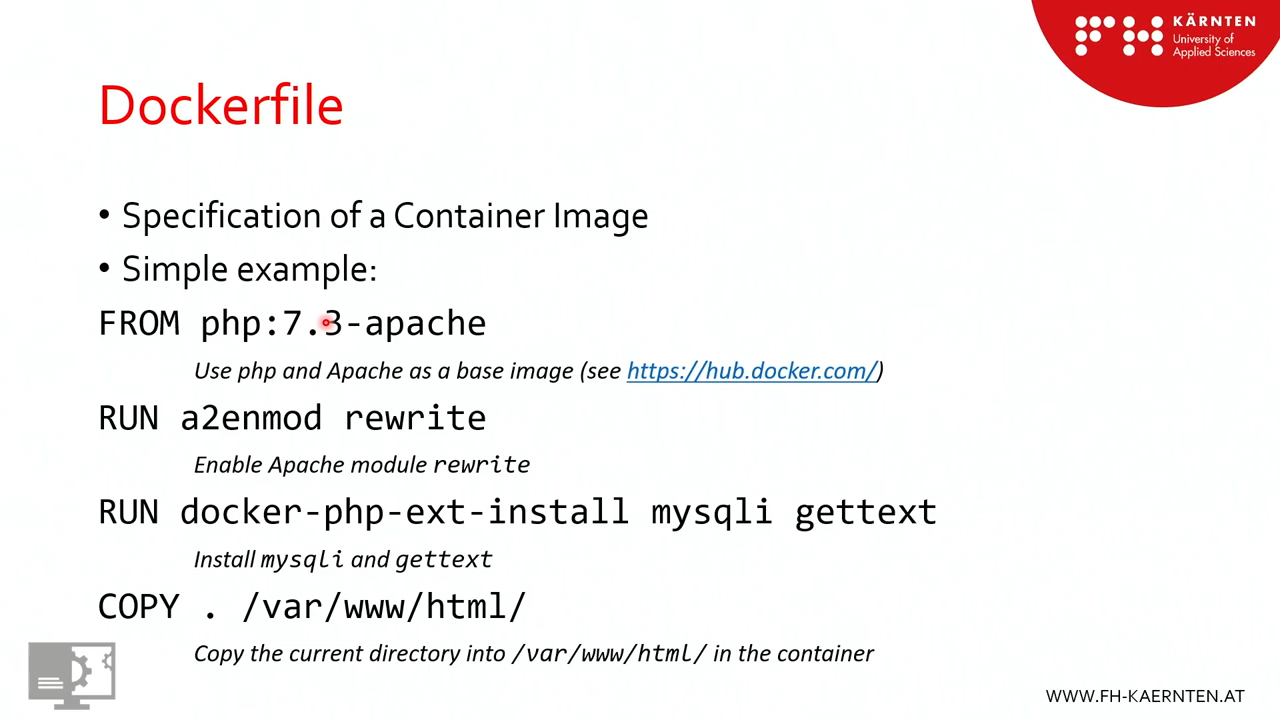 KÄRNTEN
University of
Applied Sciences
Dockerfile
• Specification of a Container Image
• Simple example:
FROM php:7.3-apache
Use php and Apache as a base image (see https://hub.docker.com/)
RUN a2enmod rewrite
Enable Apache module rewrite
RUN docker-php-ext-install mysqli gettext
Install mysqli and gettext
COPY . /var/www/html/
Copy the current directory into /var/www/html/ in the container
WWW.FH-KAERNTEN.AT